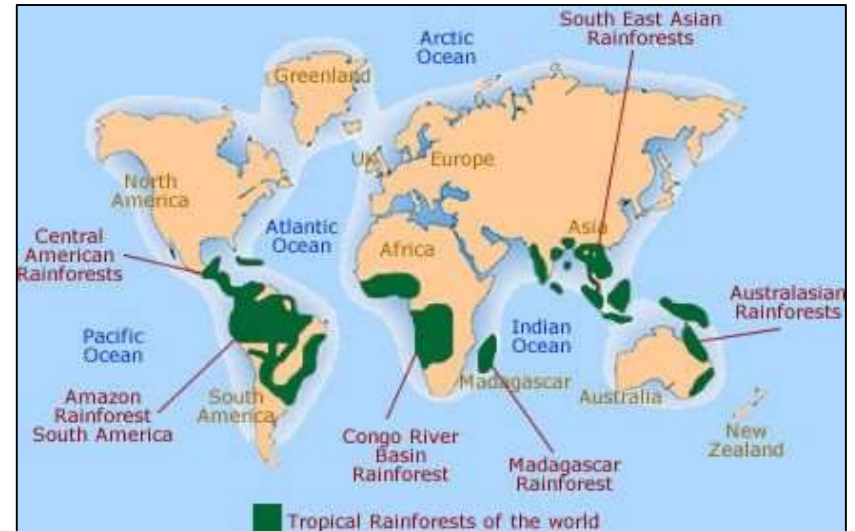 South East Asian
Rainforests
Arctic
Ocean
Greenland
UK
Europe
North
America
Atlantic
Ocean
Asia
Africa
Central
American
Rainforests
Australasian
Rainforests
Pacific
Ocean
Indian
Ocean
Madagascar
Australia
Amazon
Rainforest
South America
South
America
Congo River
Basin
Rainforest
Madagascar
Rainforest
New
Zealand
Tropical Rainforests of the world